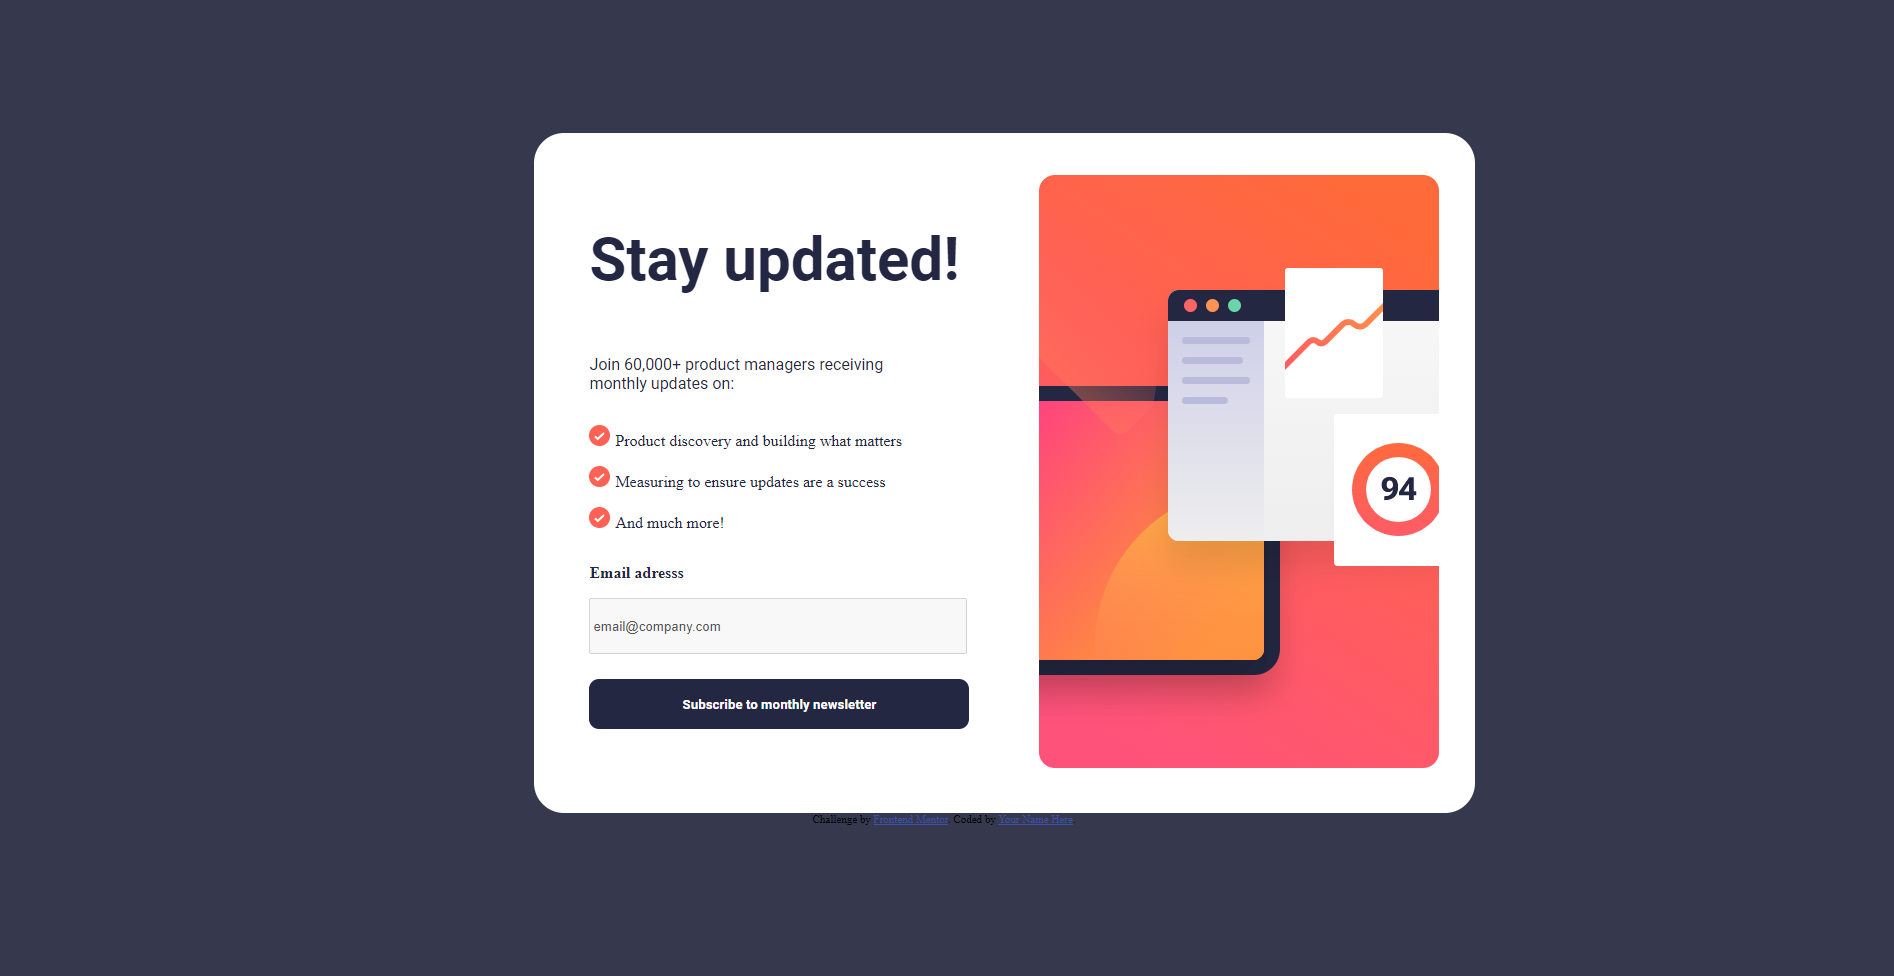 Stay updated!
Join 60,000+ product managers receiving
monthly updates on:
Product discovery and building what matters
Measuring to ensure updates are a success
And much more!
Email adresss
email@company.com
Subscribe to monthly newsletter
94
Challenge by Frontend Mentor. Coded by Your Name Here.